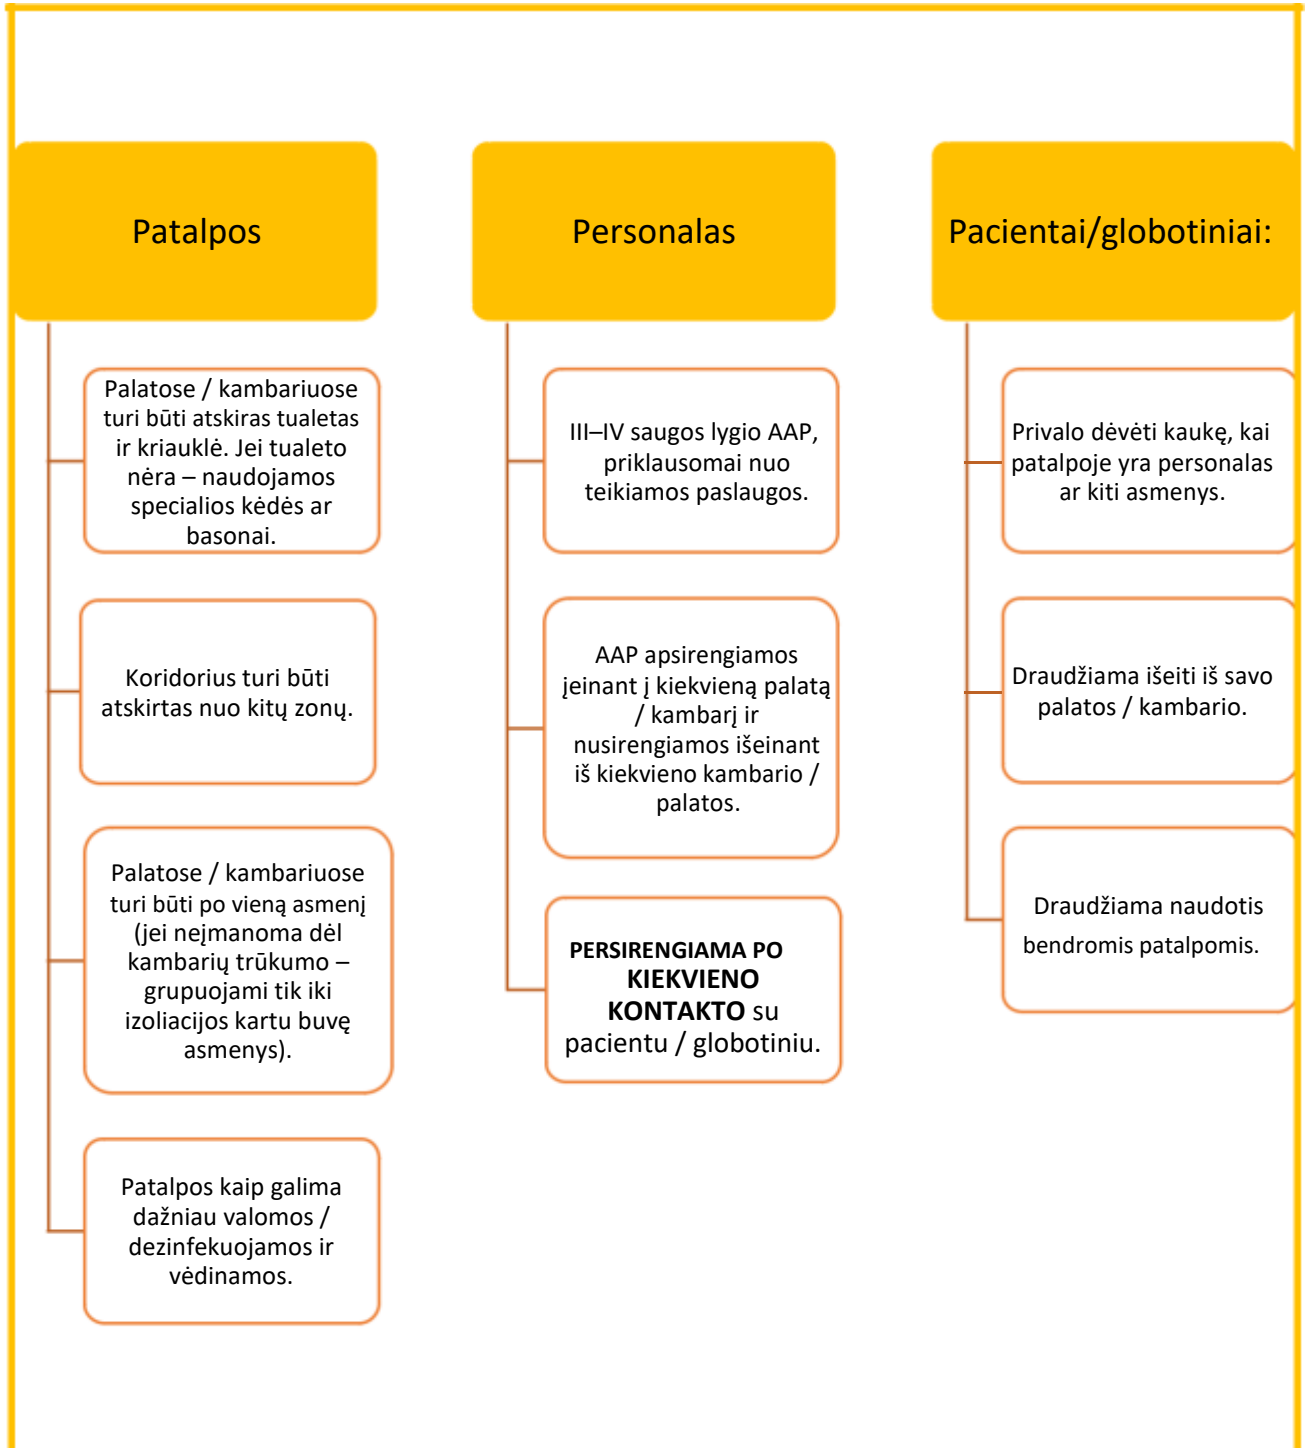 Patalpos
Palatose / kambariuose
turi būti atskiras tualetas
ir kriauklė. Jei tualeto
nėra – naudojamos
specialios kėdės ar
basonai.
Koridorius turi būti
atskirtas nuo kitų zonų.
Palatose / kambariuose
turi būti po vieną asmenį
(jei neįmanoma dėl
kambarių trūkumo –
grupuojami tik iki
izoliacijos kartu buvę
asmenys).
Patalpos kaip galima
dažniau valomos /
dezinfekuojamos ir
vėdinamos.
Personalas
III–IV saugos lygio AAP,
priklausomai nuo
teikiamos paslaugos.
AAP apsirengiamos
įeinant į kiekvieną palatą
/ kambarį ir
nusirengiamos išeinant
iš kiekvieno kambario /
palatos.
PERSIRENGIAMA PO
KIEKVIENO
KONTAKTO su
pacientu / globotiniu.
Pacientai/globotiniai:
Privalo dėvėti kaukę, kai
patalpoje yra personalas
ar kiti asmenys.
Draudžiama išeiti iš savo
palatos / kambario.
Draudžiama naudotis
bendromis patalpomis.